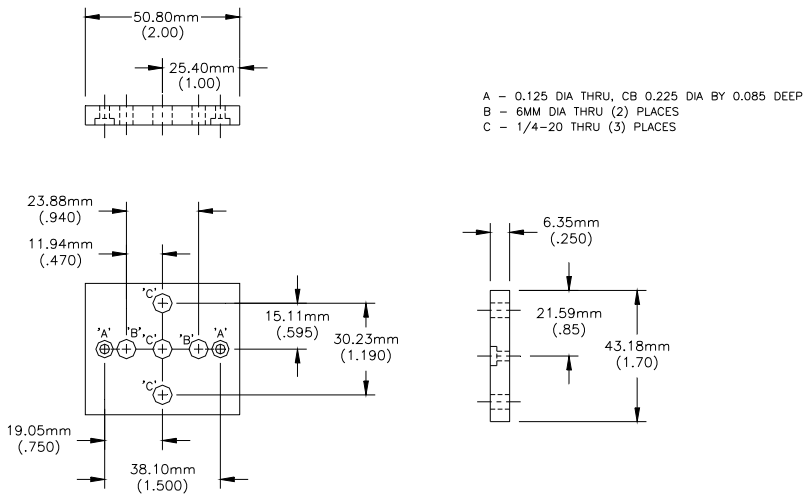 50.80mm
(2.00)
25.40mm
(1.00)
A - 0.125 DIA THRU, CB 0.225 DIA BY 0.085 DEEP
B - 6MM DIA THRU (2) PLACES
C - 1/4-20 THRU (3) PLACES
23.88mm
(.940)
11.94mm
(.470)
'C'
'A' 'B' 'C' 'B' 'A'
'C'
15.11mm
(.595)
30.23mm
(1.190)
19.05mm
(.750)
38.10mm
(1.500)
6.35mm
(.250)
21.59mm
(.85)
43.18mm
(1.70)